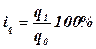 i_q = q_1 / q_0 100%